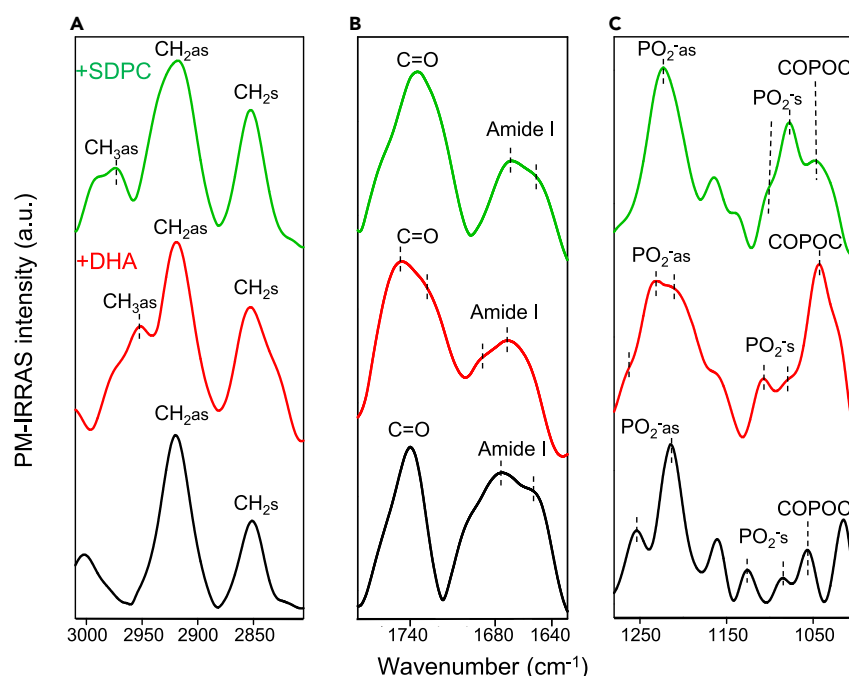 A
B
C
PM-IRRAS intensity (a.u.)
+SDPC
CH₃as
CH₂as
CH₂s
+DHA
CH₃as
CH₂as
CH₂s
CH₂as
CH₂s
3000 2950 2900 2850
C=O
Amide I
C=O
Amide I
C=O
Amide I
1740 1680 1640
PO₂⁻as
PO₂⁻s
COPOC
PO₂⁻as
PO₂⁻s
COPOC
PO₂⁻as
PO₂⁻s
COPOC
1250 1150 1050
Wavenumber (cm⁻¹)